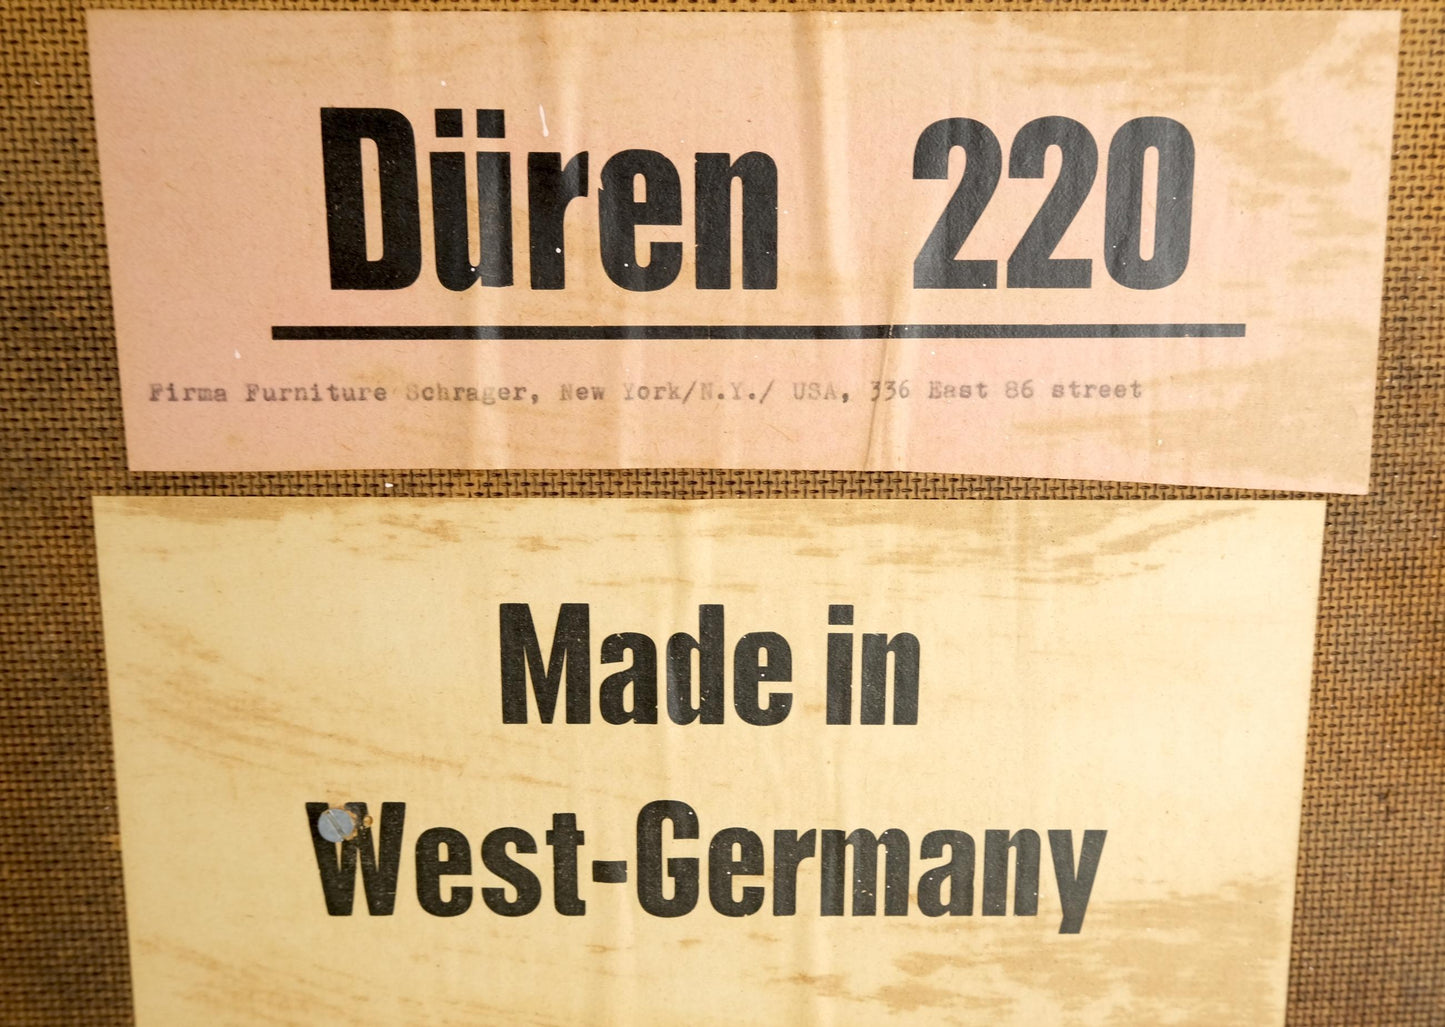 Düren 220
Firma Furniture Schrager, New York/N.Y./ USA, 336 East 86 street
Made in
West-Germany